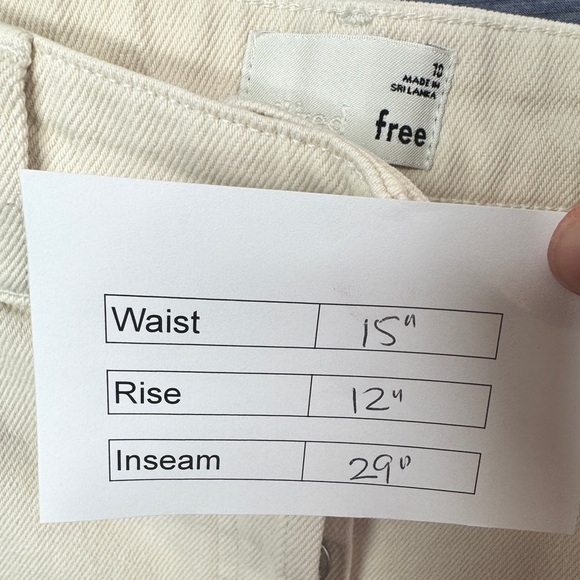 10
MADE IN
SRI LANKA
free
Waist 15"
Rise 12"
Inseam 29"